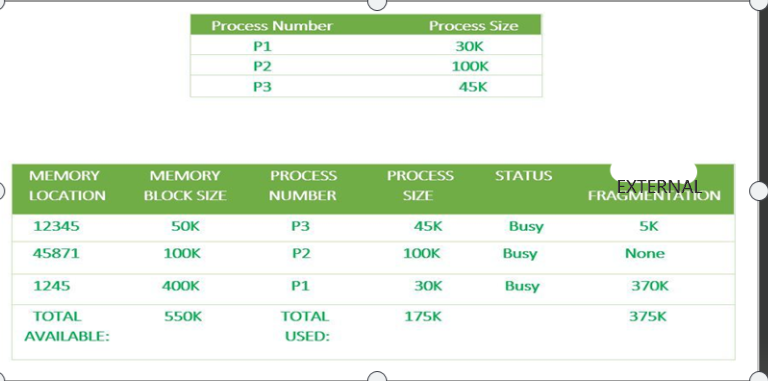 Process Number Process Size
P1 30K
P2 100K
P3 45K
MEMORY MEMORY PROCESS PROCESS STATUS EXTERNAL
LOCATION BLOCK SIZE NUMBER SIZE FRAGMENTATION
12345 50K P3 45K Busy 5K
45871 100K P2 100K Busy None
1245 400K P1 30K Busy 370K
TOTAL 550K TOTAL 175K 375K
AVAILABLE: USED: